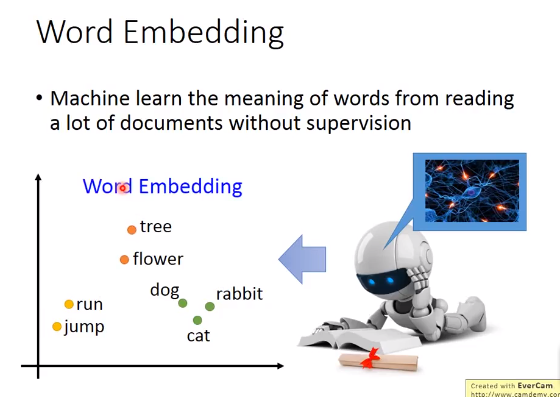 Word Embedding
• Machine learn the meaning of words from reading
a lot of documents without supervision
Word Embedding
tree
flower
dog
rabbit
run
jump
cat
Created with EverCam
http://www.camdemy.co